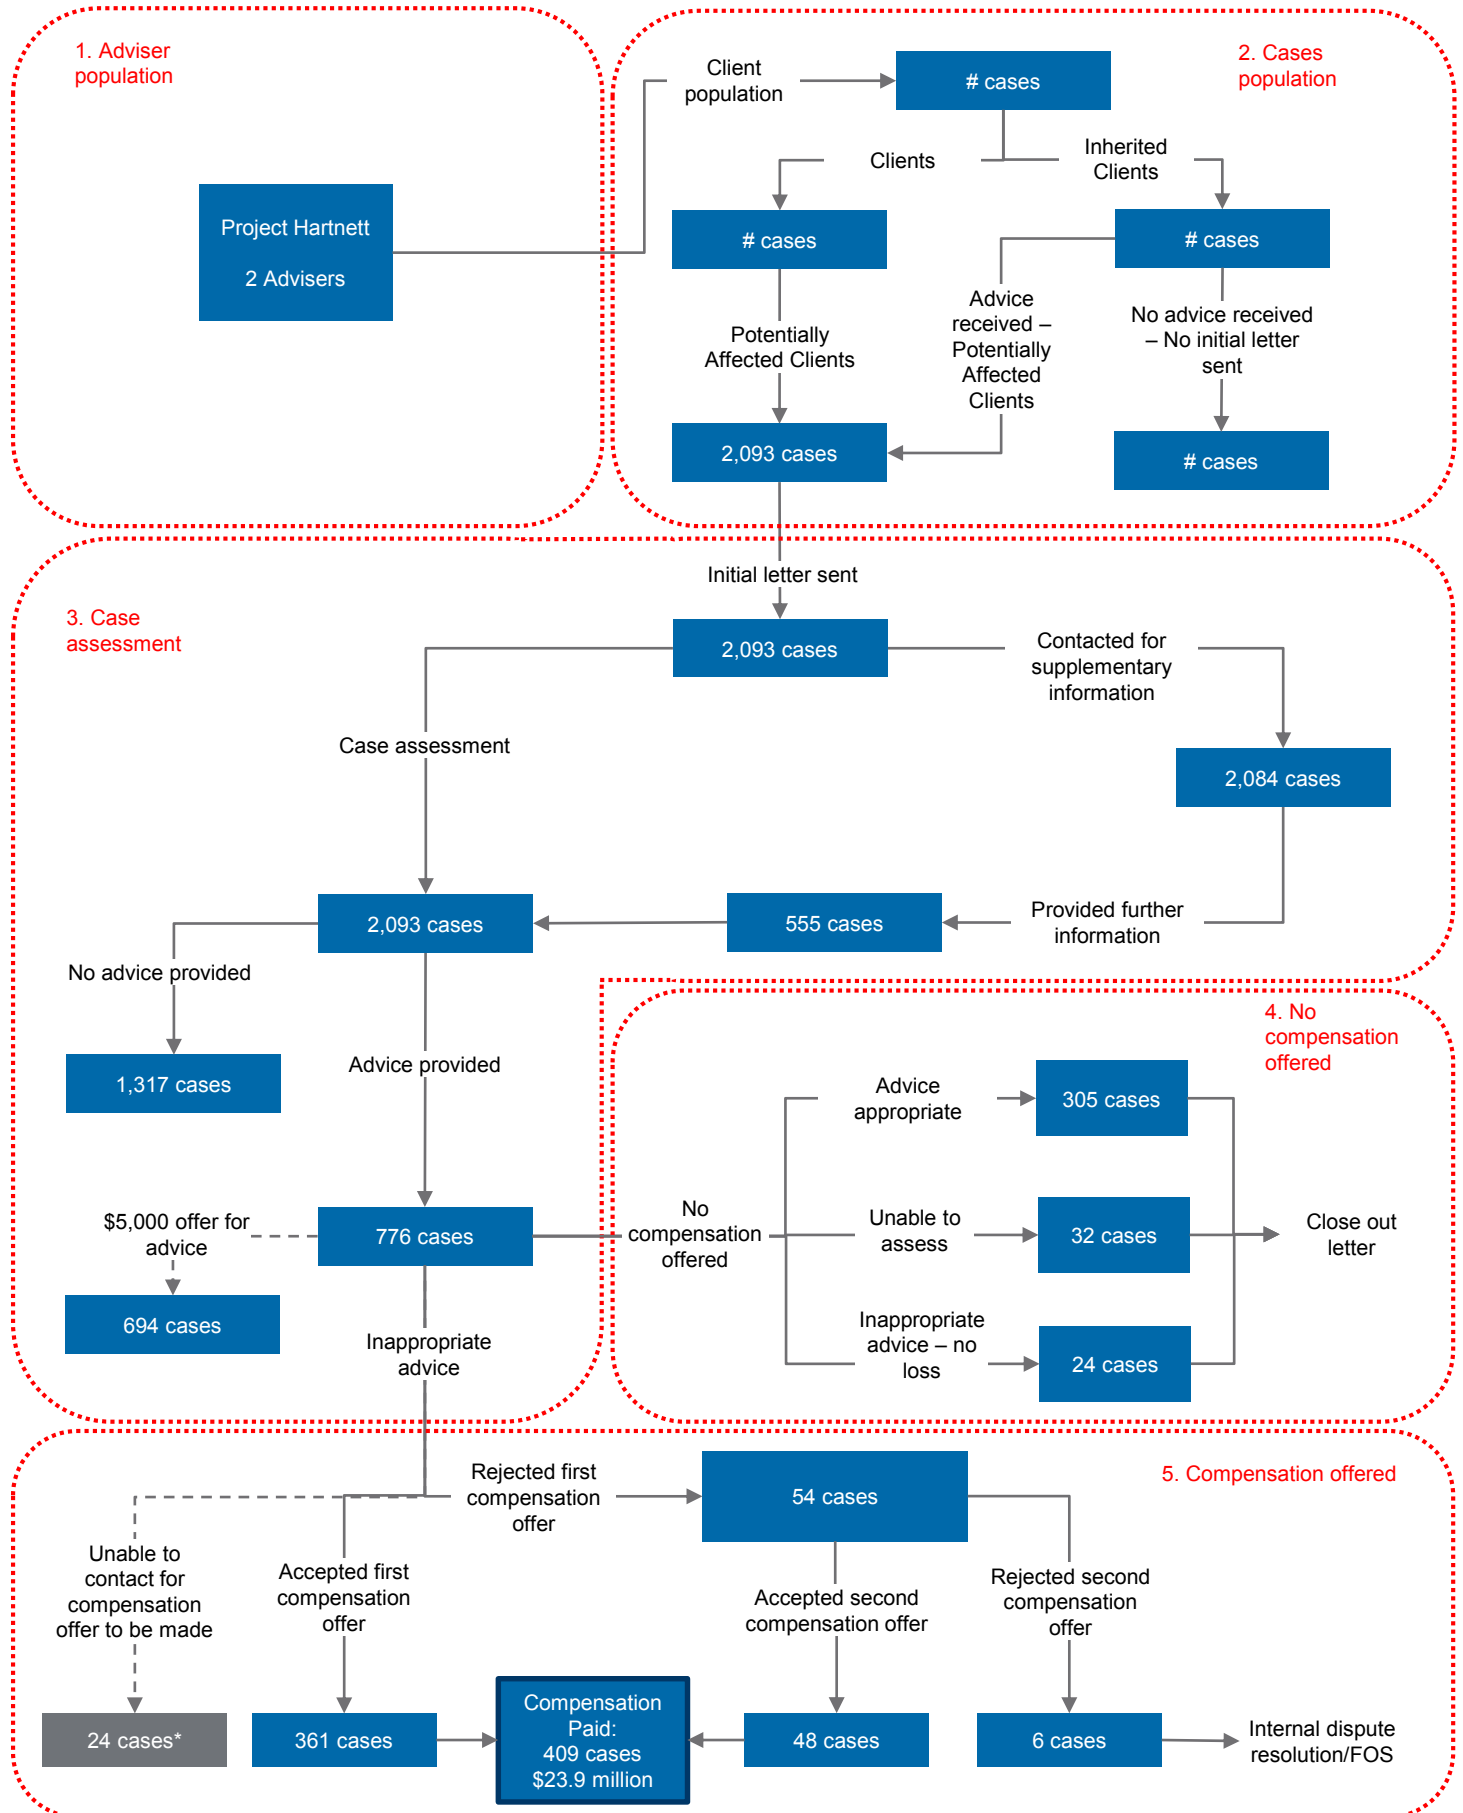 1. Adviser
population
2. Cases
population
Client
population
# cases
Clients
Inherited
Clients
Project Hartnett
2 Advisers
# cases
# cases
Potentially
Affected Clients
Advice
received –
Potentially
Affected
Clients
No advice received
– No initial letter
sent
2,093 cases
# cases
Initial letter sent
3. Case
assessment
2,093 cases
Contacted for
supplementary
information
Case assessment
2,084 cases
2,093 cases
555 cases
Provided further
information
No advice provided
1,317 cases
Advice provided
4. No
compensation
offered
Advice
appropriate
305 cases
$5,000 offer for
advice
776 cases
No
compensation
offered
Unable to
assess
32 cases
Close out
letter
694 cases
Inappropriate
advice
Inappropriate
advice – no
loss
24 cases
5. Compensation offered
Rejected first
compensation
offer
54 cases
Unable to
contact for
compensation
offer to be made
Accepted first
compensation
offer
Accepted second
compensation offer
Rejected second
compensation
offer
24 cases*
361 cases
Compensation
Paid:
409 cases
$23.9 million
48 cases
6 cases
Internal dispute
resolution/FOS